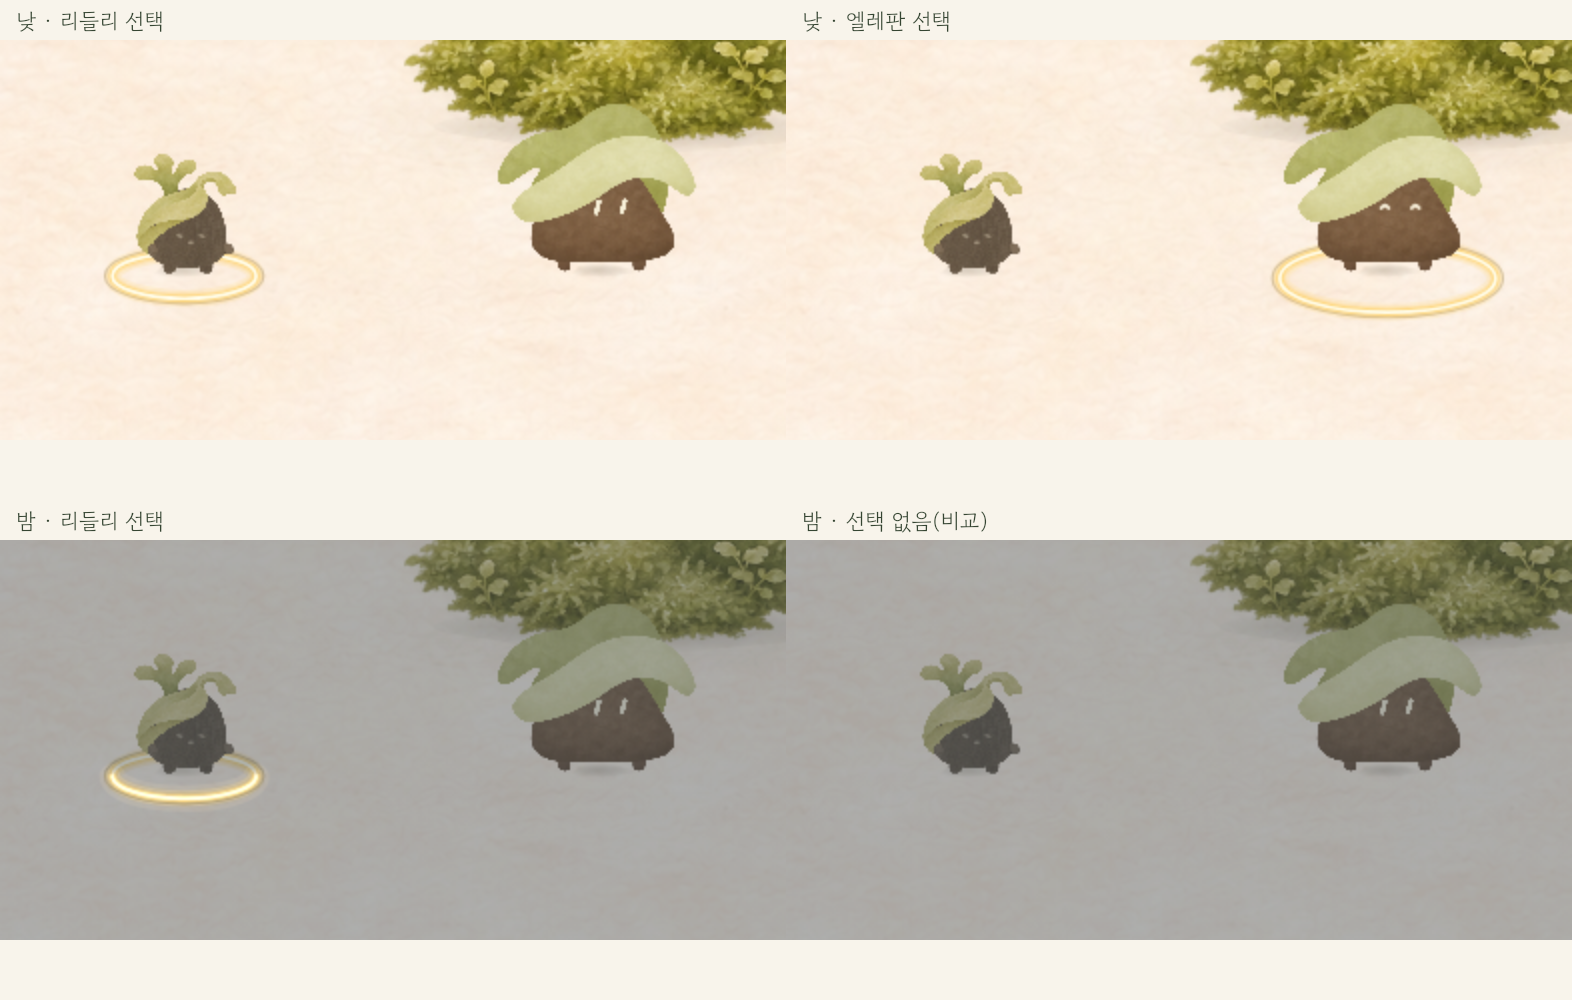 낮 · 리들리 선택
낮 · 엘레판 선택
밤 · 리들리 선택
밤 · 선택 없음(비교)